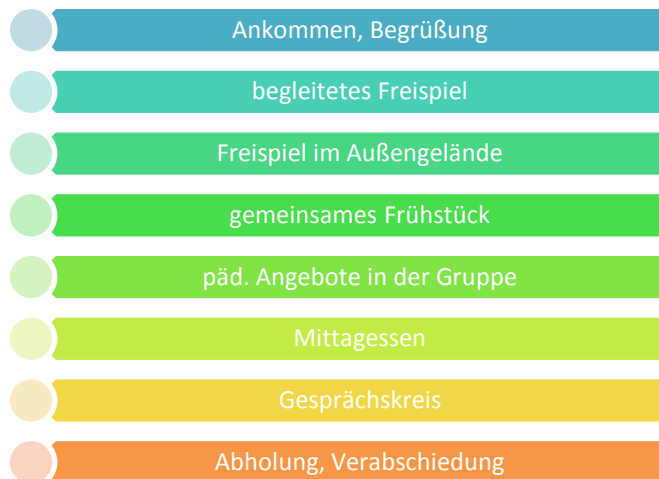 Ankommen, Begrüßung
begleitetes Freispiel
Freispiel im Außengelände
gemeinsames Frühstück
päd. Angebote in der Gruppe
Mittagessen
Gesprächskreis
Abholung, Verabschiedung